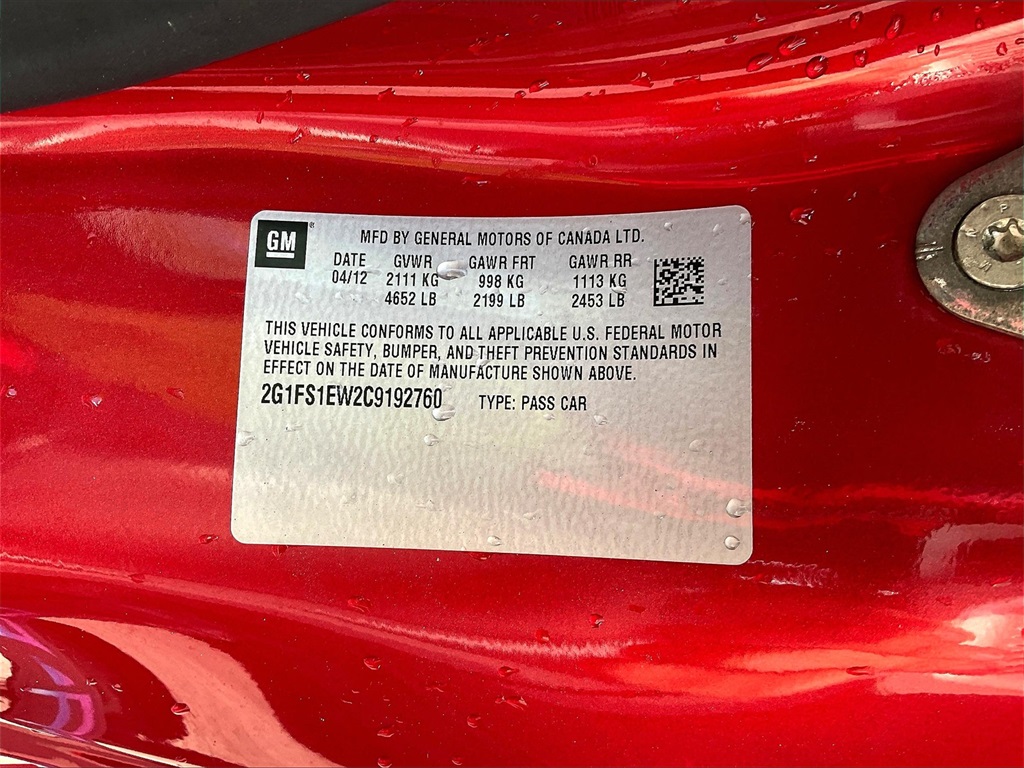 GM ® MFD BY GENERAL MOTORS OF CANADA LTD.
DATE GVWR GAWR FRT GAWR RR
04/12 2111 KG 998 KG 1113 KG
4652 LB 2199 LB 2453 LB
THIS VEHICLE CONFORMS TO ALL APPLICABLE U.S. FEDERAL MOTOR
VEHICLE SAFETY, BUMPER, AND THEFT PREVENTION STANDARDS IN
EFFECT ON THE DATE OF MANUFACTURE SHOWN ABOVE.
2G1FS1EW2C9192760 TYPE: PASS CAR